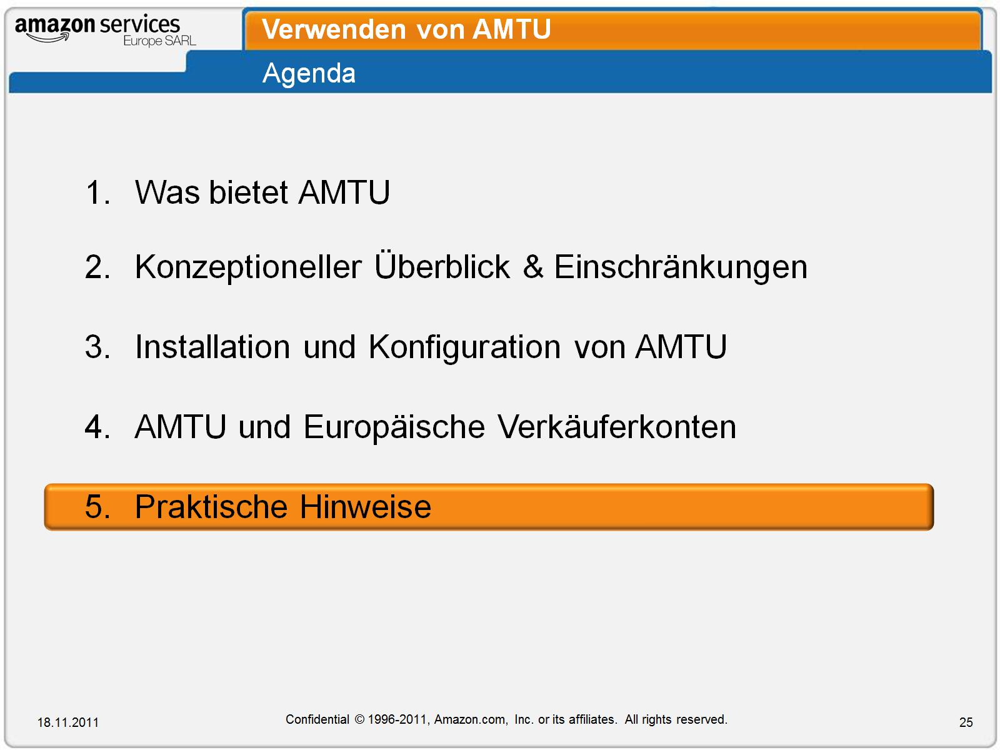 amazon services
Europe SARL
Verwenden von AMTU
Agenda
1. Was bietet AMTU
2. Konzeptioneller Überblick & Einschränkungen
3. Installation und Konfiguration von AMTU
4. AMTU und Europäische Verkäuferkonten
5. Praktische Hinweise
18.11.2011
Confidential © 1996-2011, Amazon.com, Inc. or its affiliates. All rights reserved.
25